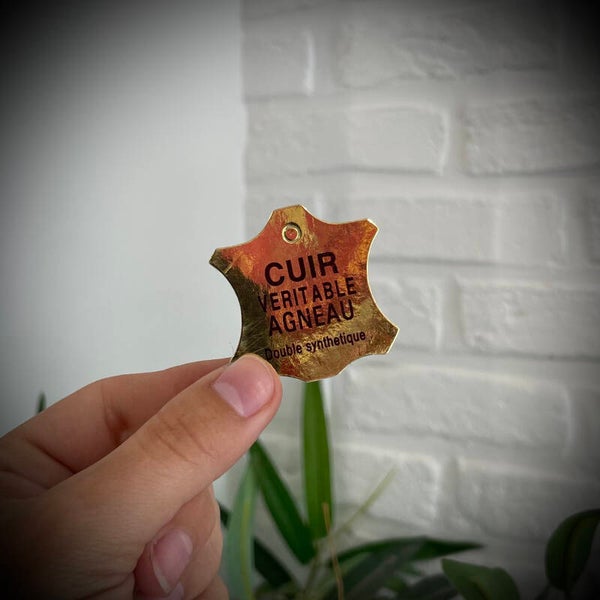 CUIR
VERITABLE
AGNEAU
Double synthetique